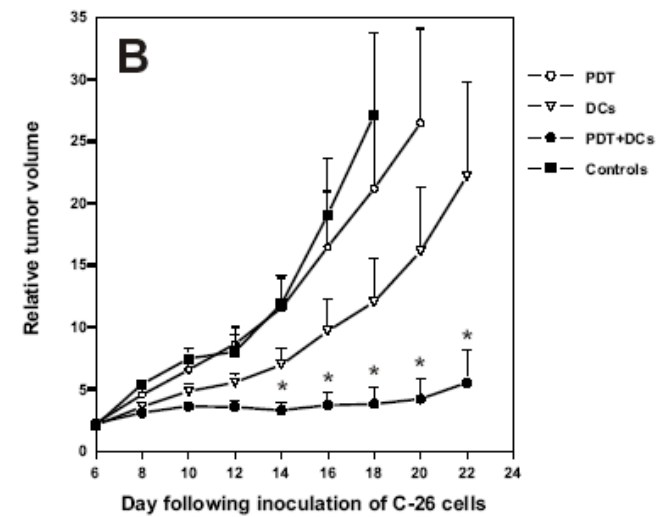 B
35
30
25
20
15
10
5
0
Relative tumor volume
6 8 10 12 14 16 18 20 22 24
Day following inoculation of C-26 cells
PDT
DCs
PDT+DCs
Controls
* * * * *